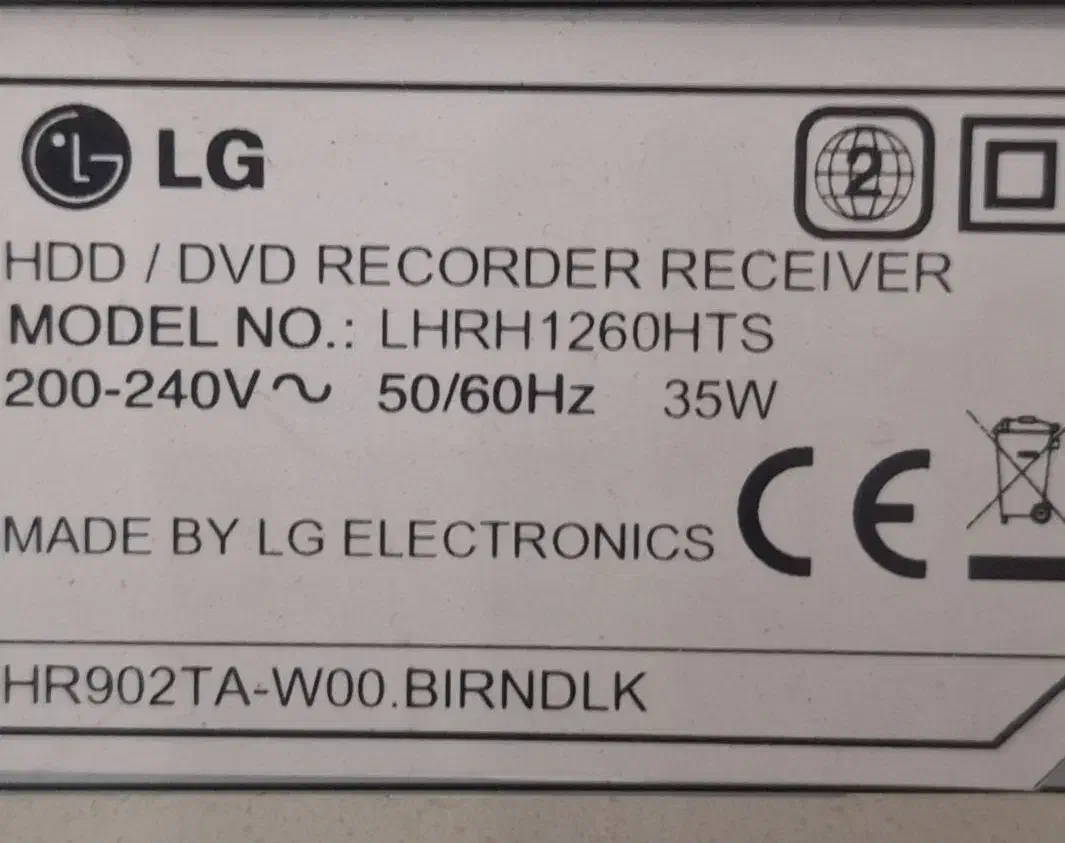 LG
2
HDD / DVD RECORDER RECEIVER
MODEL NO.: LHRH1260HTS
200-240V~ 50/60Hz 35W
MADE BY LG ELECTRONICS CE
HR902TA-W00.BIRNDLK